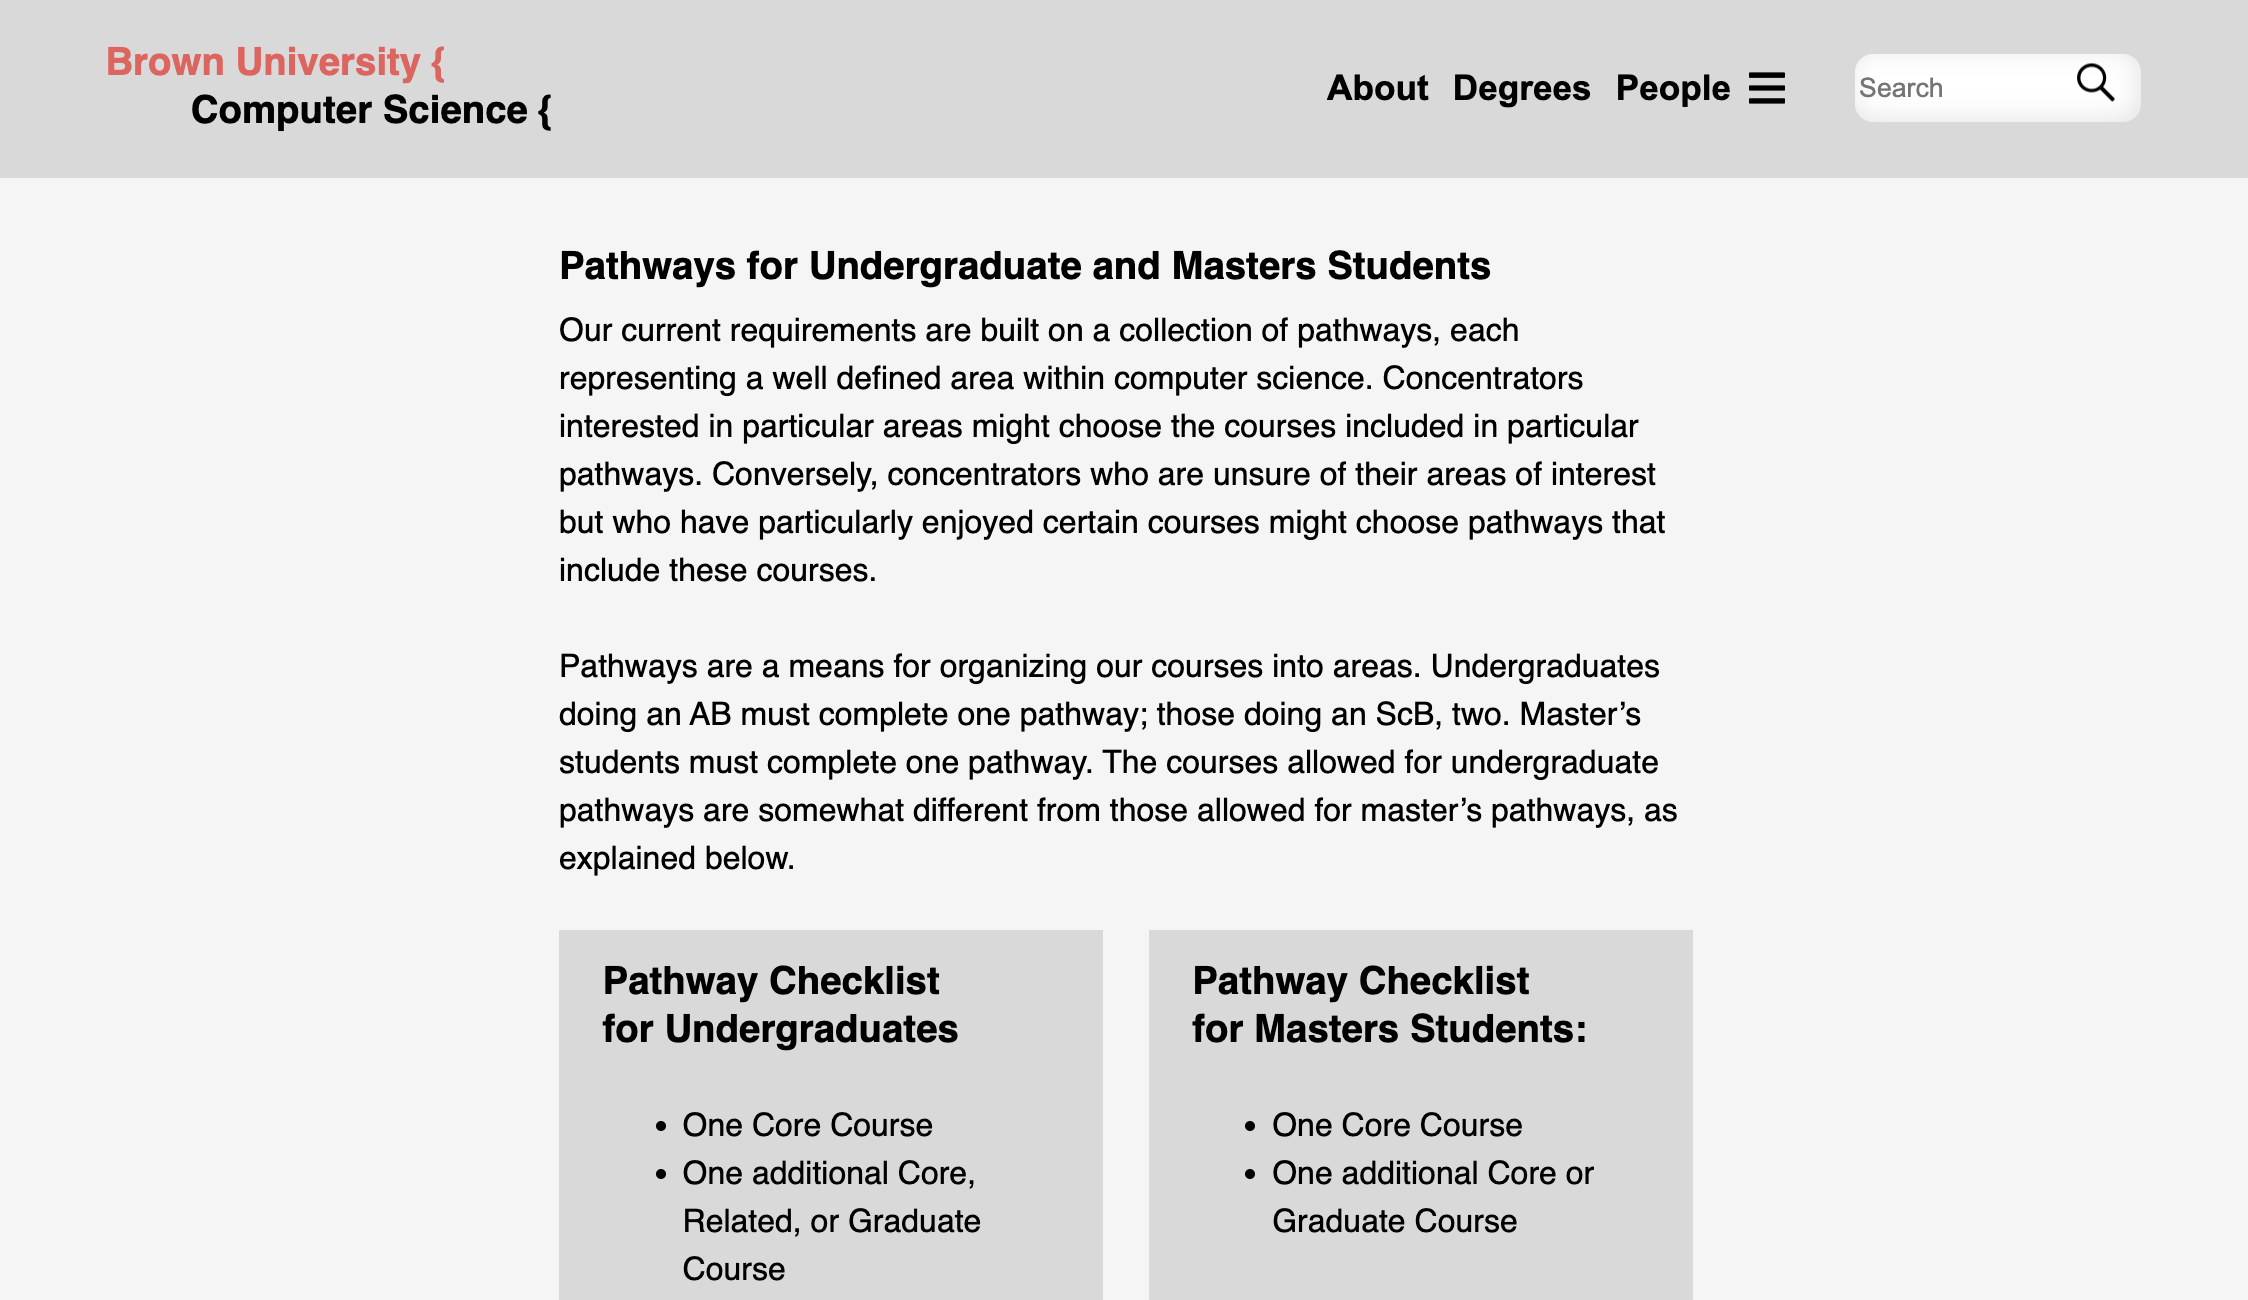 Brown University {
Computer Science {
About Degrees People
Search
Pathways for Undergraduate and Masters Students
Our current requirements are built on a collection of pathways, each
representing a well defined area within computer science. Concentrators
interested in particular areas might choose the courses included in particular
pathways. Conversely, concentrators who are unsure of their areas of interest
but who have particularly enjoyed certain courses might choose pathways that
include these courses.
Pathways are a means for organizing our courses into areas. Undergraduates
doing an AB must complete one pathway; those doing an ScB, two. Master’s
students must complete one pathway. The courses allowed for undergraduate
pathways are somewhat different from those allowed for master’s pathways, as
explained below.
Pathway Checklist
for Undergraduates
• One Core Course
• One additional Core,
Related, or Graduate
Course
Pathway Checklist
for Masters Students:
• One Core Course
• One additional Core or
Graduate Course